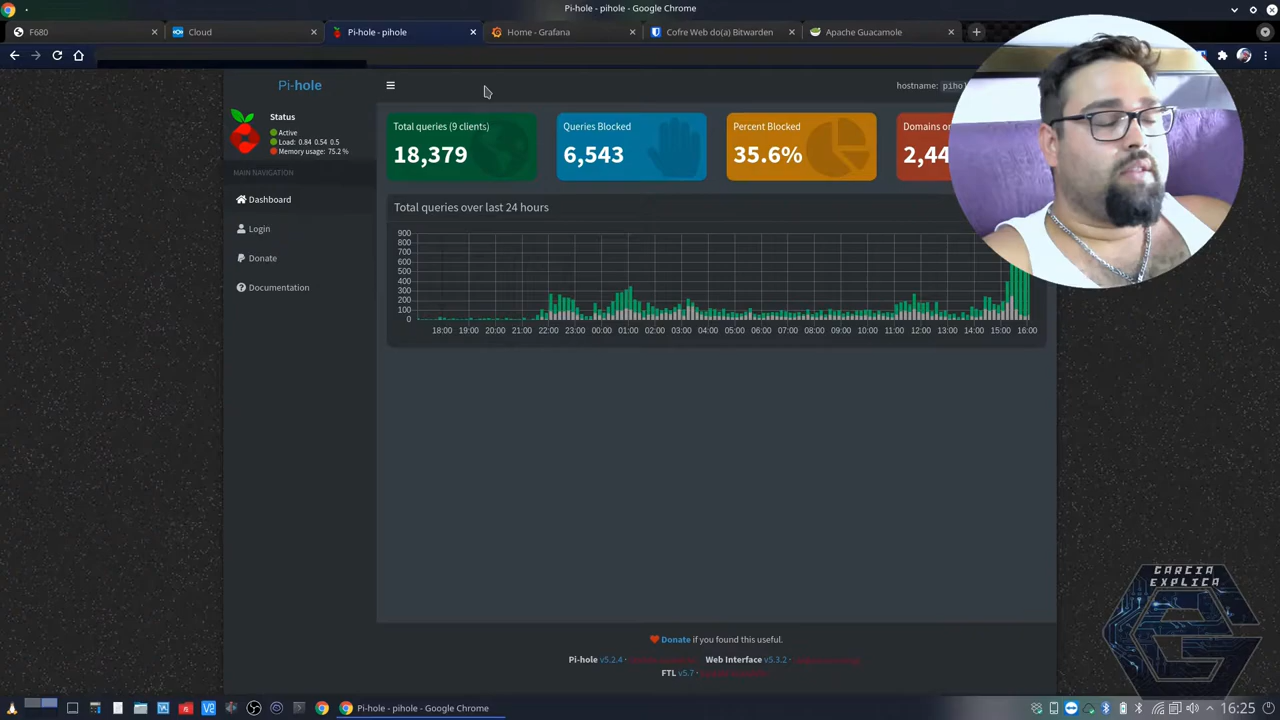 Pi-hole - pihole - Google Chrome
F680
Cloud
Pi-hole - pihole
Home - Grafana
Cofre Web do(a) Bitwarden
Apache Guacamole
Pi-hole
hostname: piho
Status
Active
Load: 0.84 0.54 0.5
Memory usage: 75.2 %
MAIN NAVIGATION
Dashboard
Login
Donate
Documentation
Total queries (9 clients)
18,379
Queries Blocked
6,543
Percent Blocked
35.6%
Domains on
2,44
Total queries over last 24 hours
900
800
700
600
500
400
300
200
100
0
18:00 19:00 20:00 21:00 22:00 23:00 00:00 01:00 02:00 03:00 04:00 05:00 06:00 07:00 08:00 09:00 10:00 11:00 12:00 13:00 14:00 15:00 16:00
Donate if you found this useful.
Pi-hole v5.2.4 · Web Interface v5.3.2 ·
FTL v5.7 ·
GARCIA
EXPLICA
Pi-hole - pihole - Google Chrome
16:25